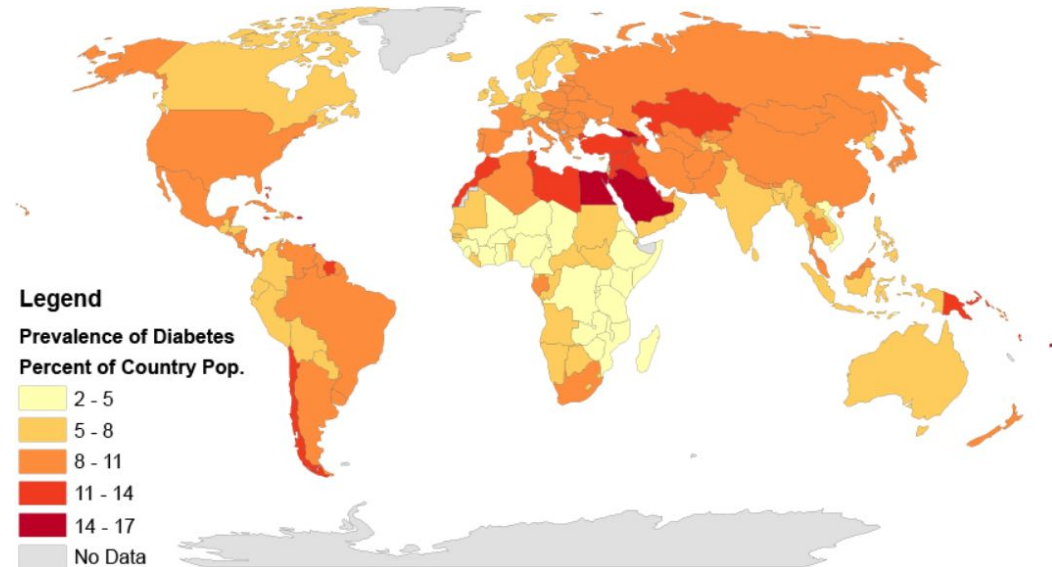 Legend
Prevalence of Diabetes
Percent of Country Pop.
2 - 5
5 - 8
8 - 11
11 - 14
14 - 17
No Data